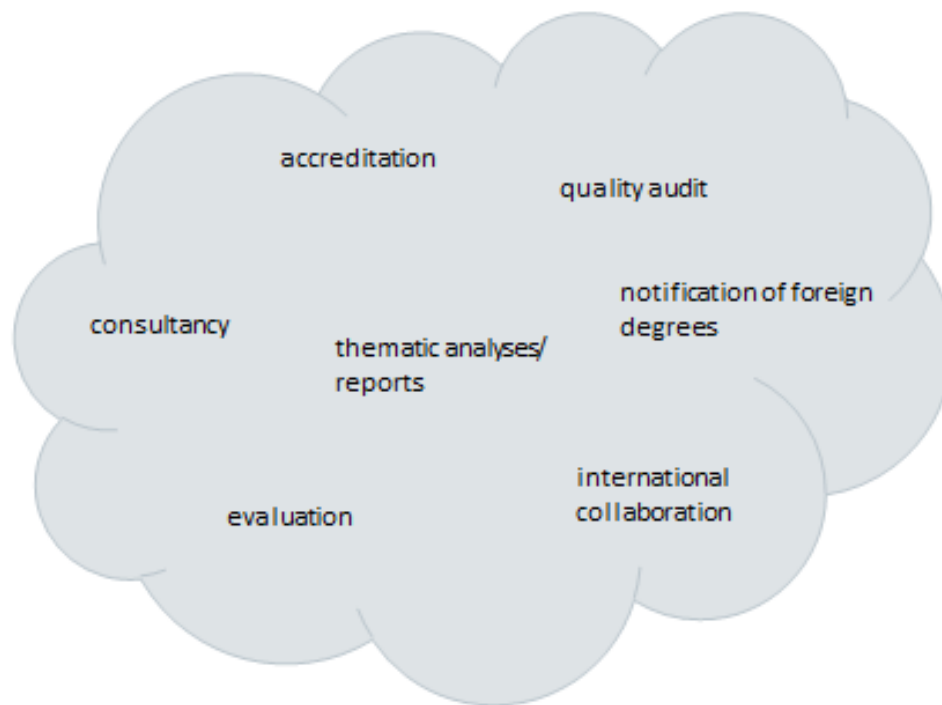 accreditation
quality audit
notification of foreign
degrees
consultancy
thematic analyses/
reports
international
collaboration
evaluation